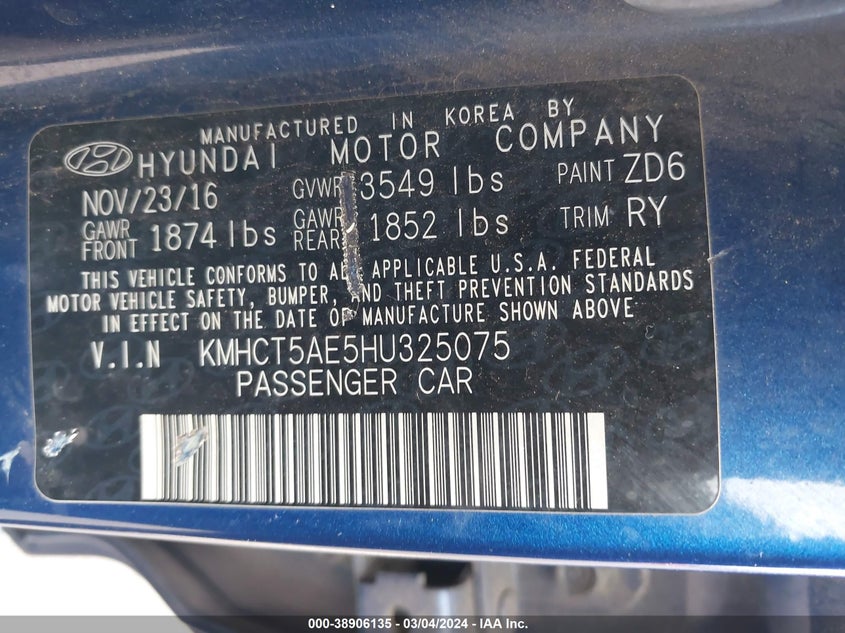 MANUFACTURED IN KOREA BY
HYUNDAI MOTOR COMPANY
NOV/23/16 GVWR 3549 lbs PAINT ZD6
GAWR FRONT 1874 lbs GAWR REAR 1852 lbs TRIM RY
THIS VEHICLE CONFORMS TO ALL APPLICABLE U.S.A. FEDERAL
MOTOR VEHICLE SAFETY, BUMPER, AND THEFT PREVENTION STANDARDS
IN EFFECT ON THE DATE OF MANUFACTURE SHOWN ABOVE
V.I.N KMHCT5AE5HU325075
PASSENGER CAR
000-38906135 - 03/04/2024 - IAA Inc.